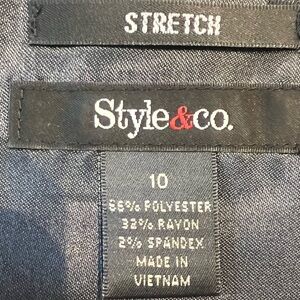 STRETCH
Style&co.
10
66% POLYESTER
32% RAYON
2% SPANDEX
MADE IN
VIETNAM